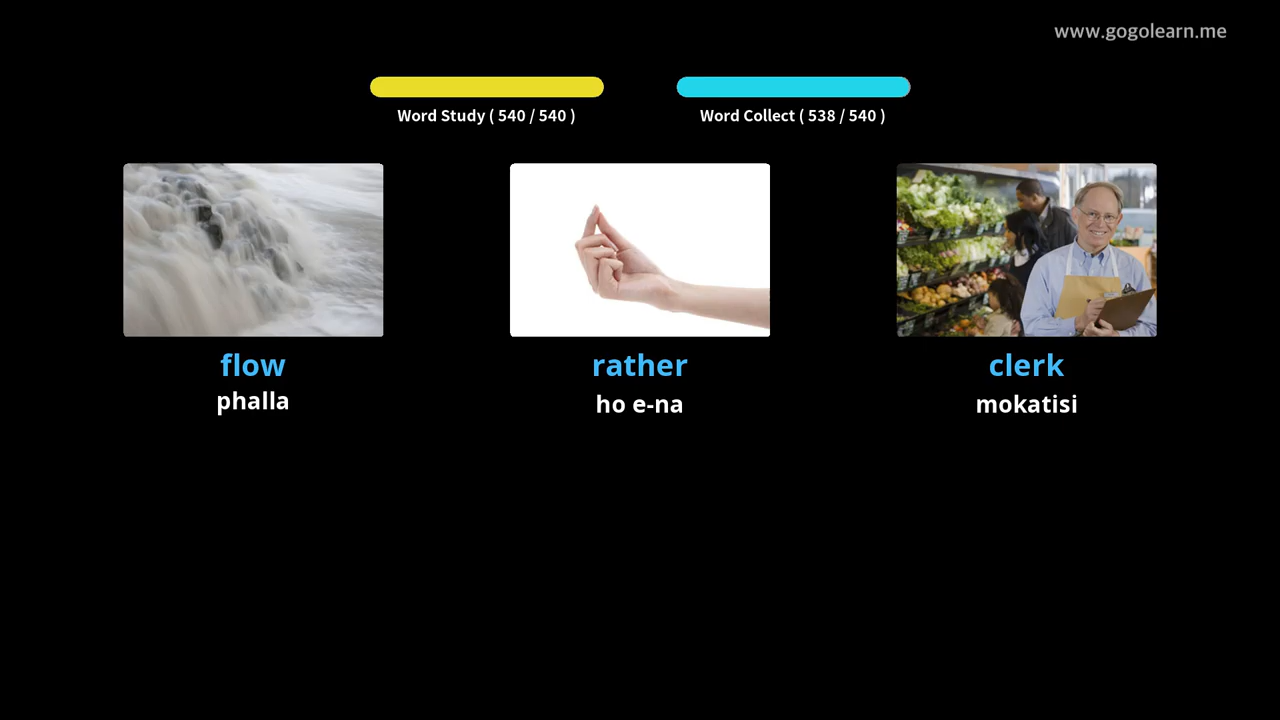 www.gogolearn.me
Word Study ( 540 / 540 )
Word Collect ( 538 / 540 )
flow
phalla
rather
ho e-na
clerk
mokatisi